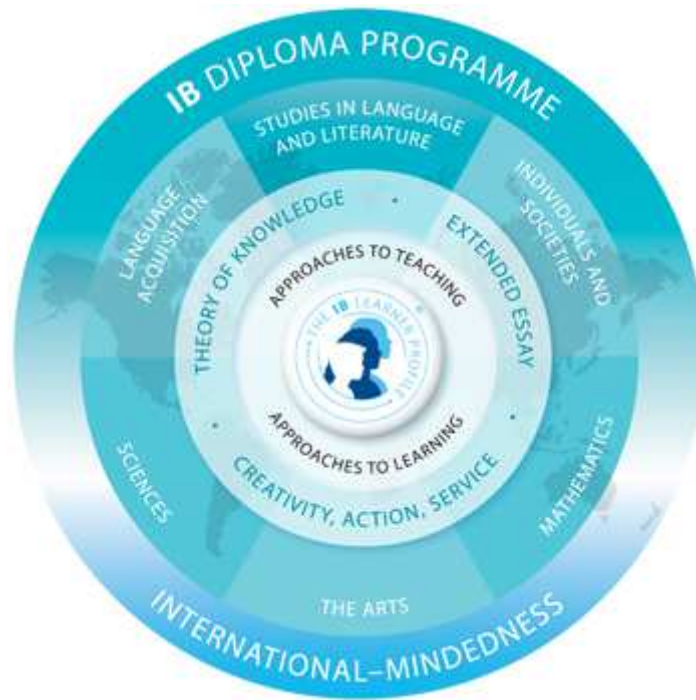 IB DIPLOMA PROGRAMME
STUDIES IN LANGUAGE
AND LITERATURE
LANGUAGE
ACQUISITION
INDIVIDUALS AND
SOCIETIES
THEORY OF KNOWLEDGE
EXTENDED ESSAY
APPROACHES TO TEACHING
THE IB LEARNER PROFILE
APPROACHES TO LEARNING
CREATIVITY, ACTION, SERVICE
SCIENCES
MATHEMATICS
THE ARTS
INTERNATIONAL–MINDEDNESS